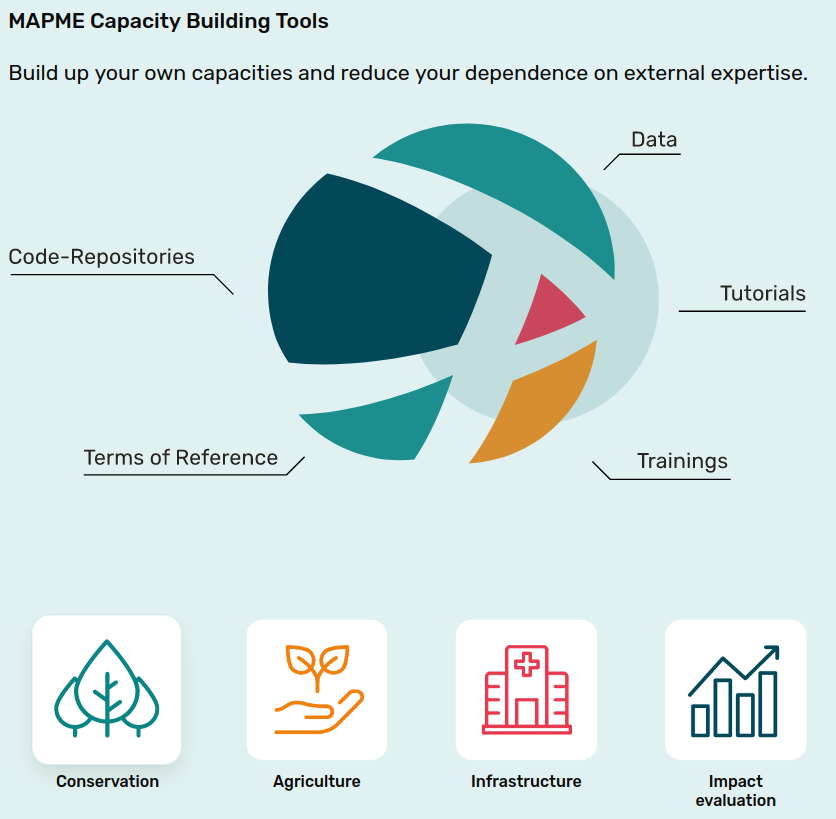 MAPME Capacity Building Tools
Build up your own capacities and reduce your dependence on external expertise.
Data
Code-Repositories
Tutorials
Terms of Reference
Trainings
Conservation
Agriculture
Infrastructure
Impact
evaluation